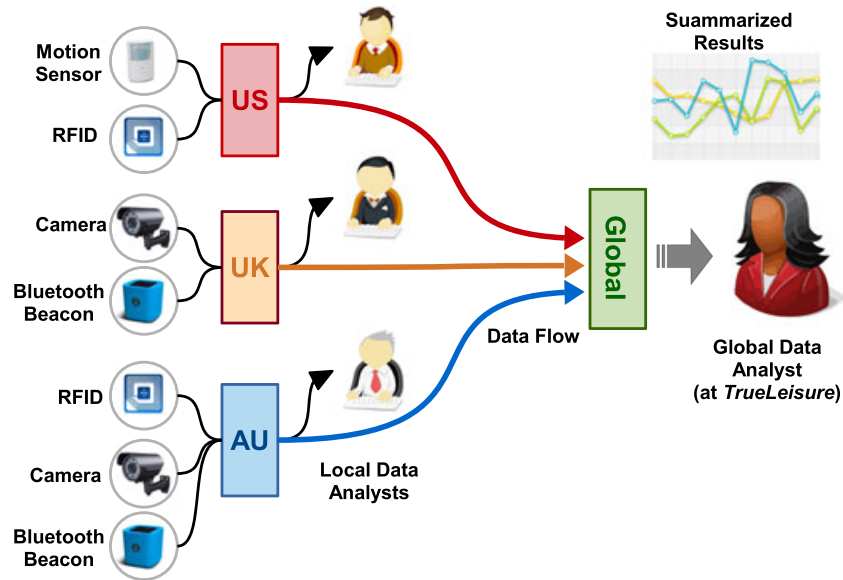 Motion
Sensor
RFID
US
Camera
Bluetooth
Beacon
UK
RFID
Camera
Bluetooth
Beacon
AU
Local Data
Analysts
Data Flow
Global
Suammarized
Results
Global Data
Analyst
(at TrueLeisure)